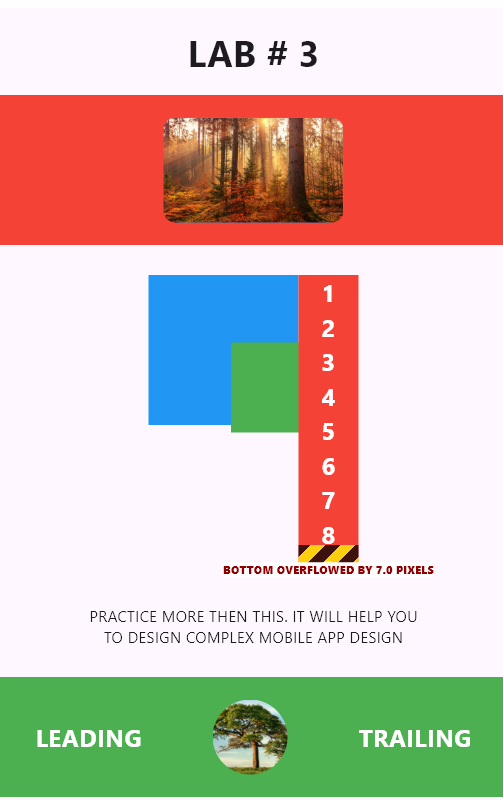 LAB # 3
1
2
3
4
5
6
7
8
BOTTOM OVERFLOWED BY 7.0 PIXELS
PRACTICE MORE THEN THIS. IT WILL HELP YOU
TO DESIGN COMPLEX MOBILE APP DESIGN
LEADING
TRAILING